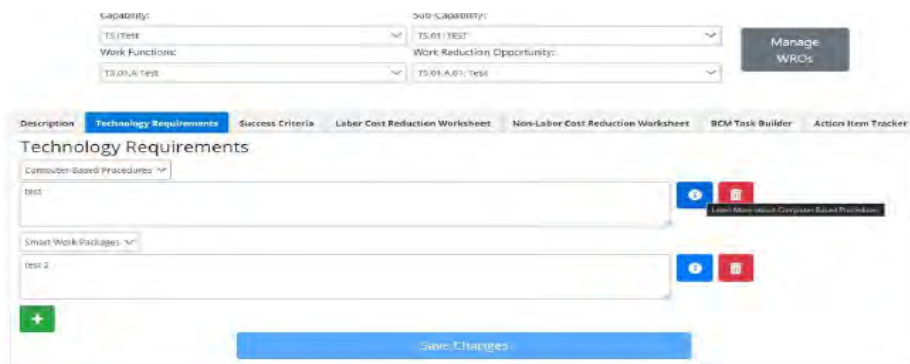 Capability: Sub-Capability:
TS:Test TS.01:TEST
Work Functions: Work Reduction Opportunity:
TS.01.A Test TS.01.A.01: Test
Manage
WROs
Description Technology Requirements Success Criteria Labor Cost Reduction Worksheet Non-Labor Cost Reduction Worksheet BCM Task Builder Action Item Tracker
Technology Requirements
Computer-Based Procedures
test
Learn More about Computer Based Procedures
Smart Work Packages
test 2
Save Changes